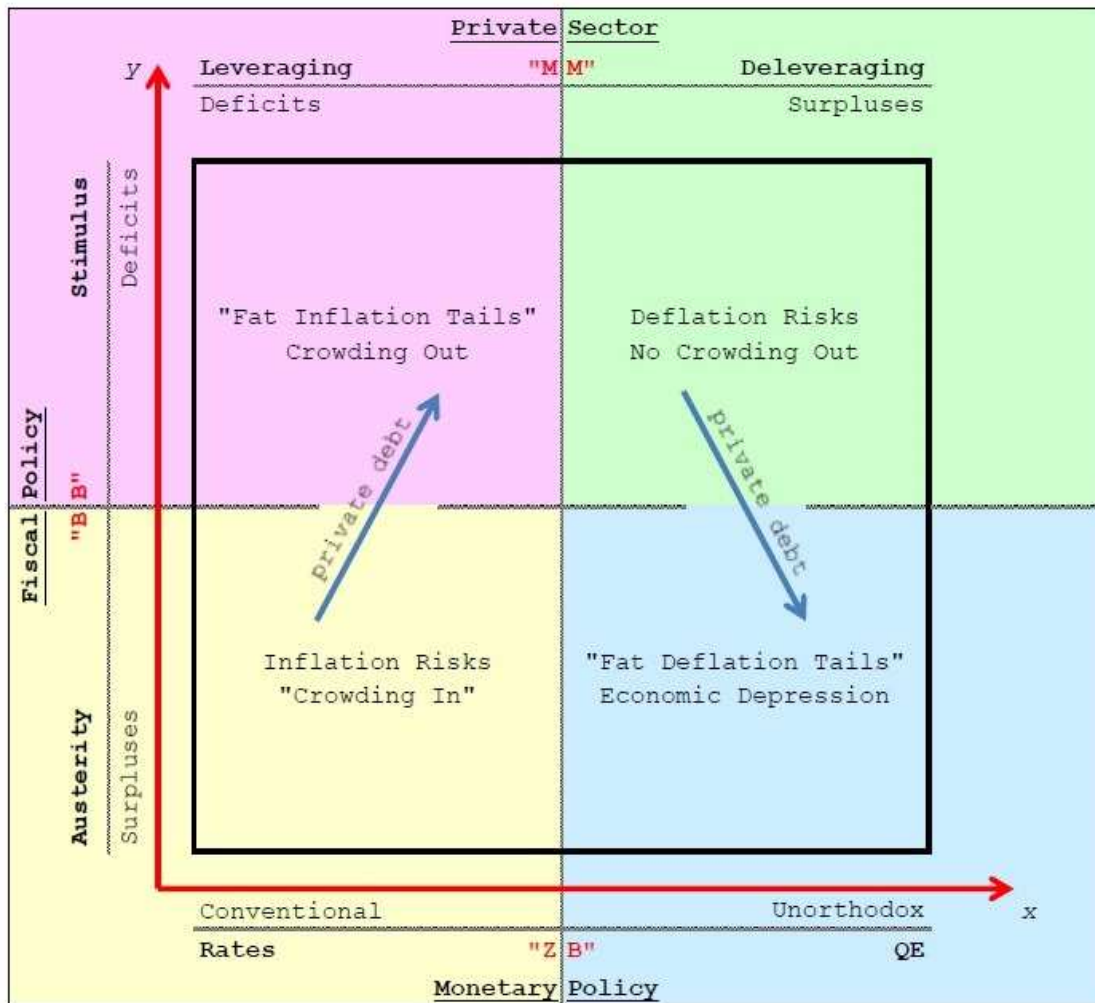 Private Sector
y Leveraging "M M" Deleveraging
Deficits Surpluses
Stimulus
Deficits
"Fat Inflation Tails"
Crowding Out
Deflation Risks
No Crowding Out
private debt
private debt
Fiscal Policy
"B B"
Inflation Risks
"Crowding In"
"Fat Deflation Tails"
Economic Depression
Austerity
Surpluses
Conventional Unorthodox x
Rates "Z B" QE
Monetary Policy